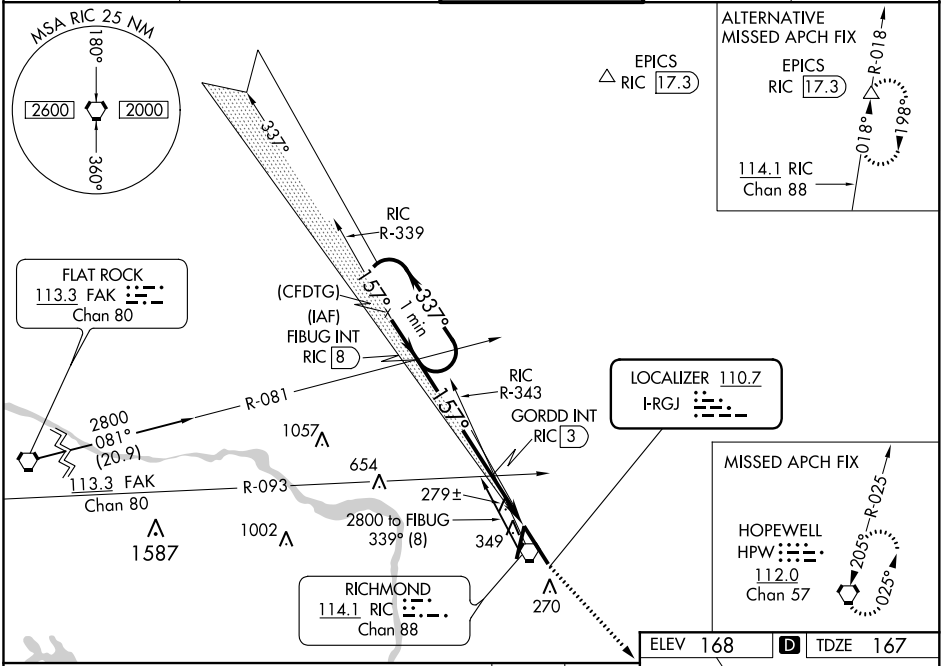 MSA RIC 25 NM
180°
2600
2000
360°
EPICS
RIC 17.3
ALTERNATIVE
MISSED APCH FIX
EPICS
RIC 17.3
R-018
018°
198°
114.1 RIC
Chan 88
337°
RIC
R-339
FLAT ROCK
113.3 FAK
Chan 80
(CFDTG)
(IAF)
FIBUG INT
RIC 8
157°
337°
1 min
RIC
R-343
LOCALIZER 110.7
I-RGJ
157°
GORDD INT
RIC 3
R-081
2800
081°
(20.9)
1057
113.3 FAK
Chan 80
R-093
654
279±
MISSED APCH FIX
1587
1002
2800 to FIBUG
339° (8)
349
HOPEWELL
HPW
112.0
Chan 57
R-025
205°
025°
RICHMOND
114.1 RIC
Chan 88
270
ELEV 168 D TDZE 167